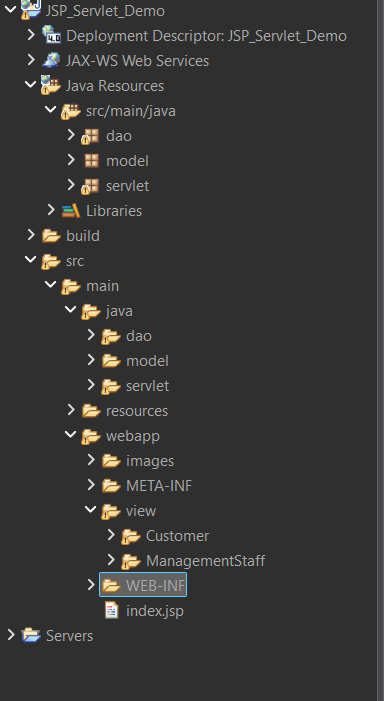 JSP_Servlet_Demo
Deployment Descriptor: JSP_Servlet_Demo
JAX-WS Web Services
Java Resources
src/main/java
dao
model
servlet
Libraries
build
src
main
java
dao
model
servlet
resources
webapp
images
META-INF
view
Customer
ManagementStaff
WEB-INF
index.jsp
Servers